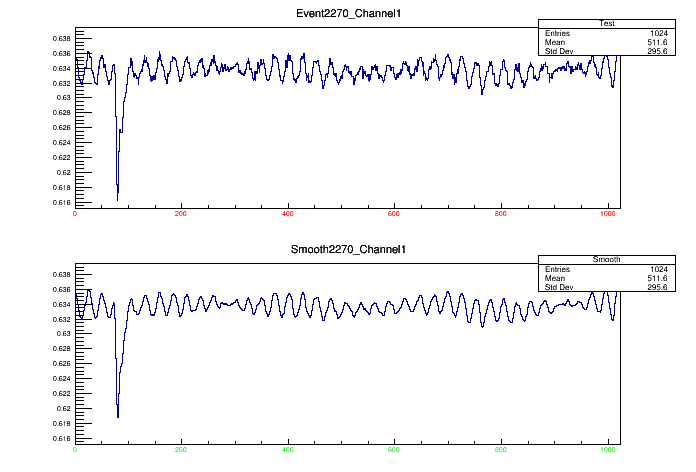 Event2270_Channel1
Test
Entries 1024
Mean 511.6
Std Dev 295.6
0.638
0.636
0.634
0.632
0.63
0.628
0.626
0.624
0.622
0.62
0.618
0.616
0 200 400 600 800 1000
Smooth2270_Channel1
Smooth
Entries 1024
Mean 511.6
Std Dev 295.6
0.638
0.636
0.634
0.632
0.63
0.628
0.626
0.624
0.622
0.62
0.618
0.616
0 200 400 600 800 1000